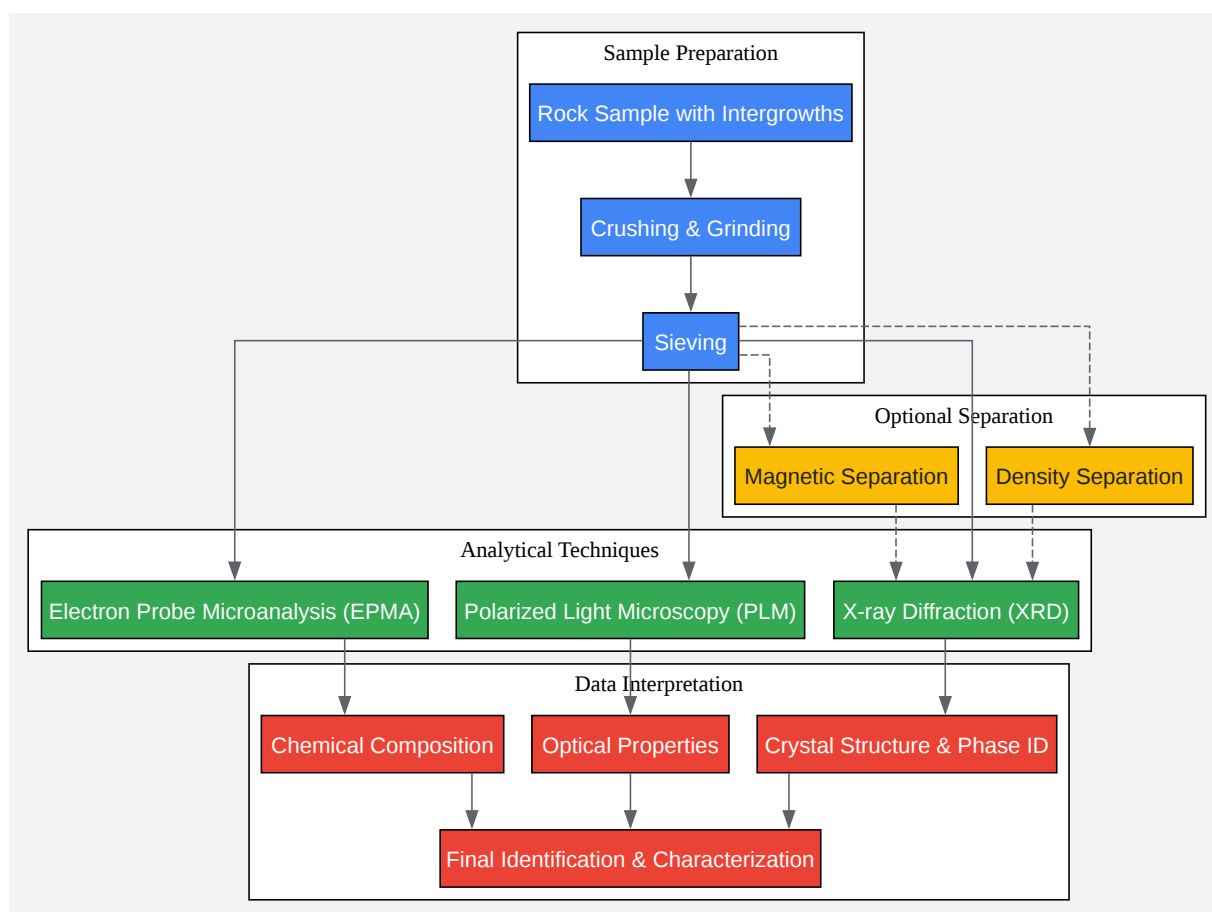 Sample Preparation
Rock Sample with Intergrowths
Crushing & Grinding
Sieving
Optional Separation
Magnetic Separation
Density Separation
Analytical Techniques
Electron Probe Microanalysis (EPMA)
Polarized Light Microscopy (PLM)
X-ray Diffraction (XRD)
Data Interpretation
Chemical Composition
Optical Properties
Crystal Structure & Phase ID
Final Identification & Characterization